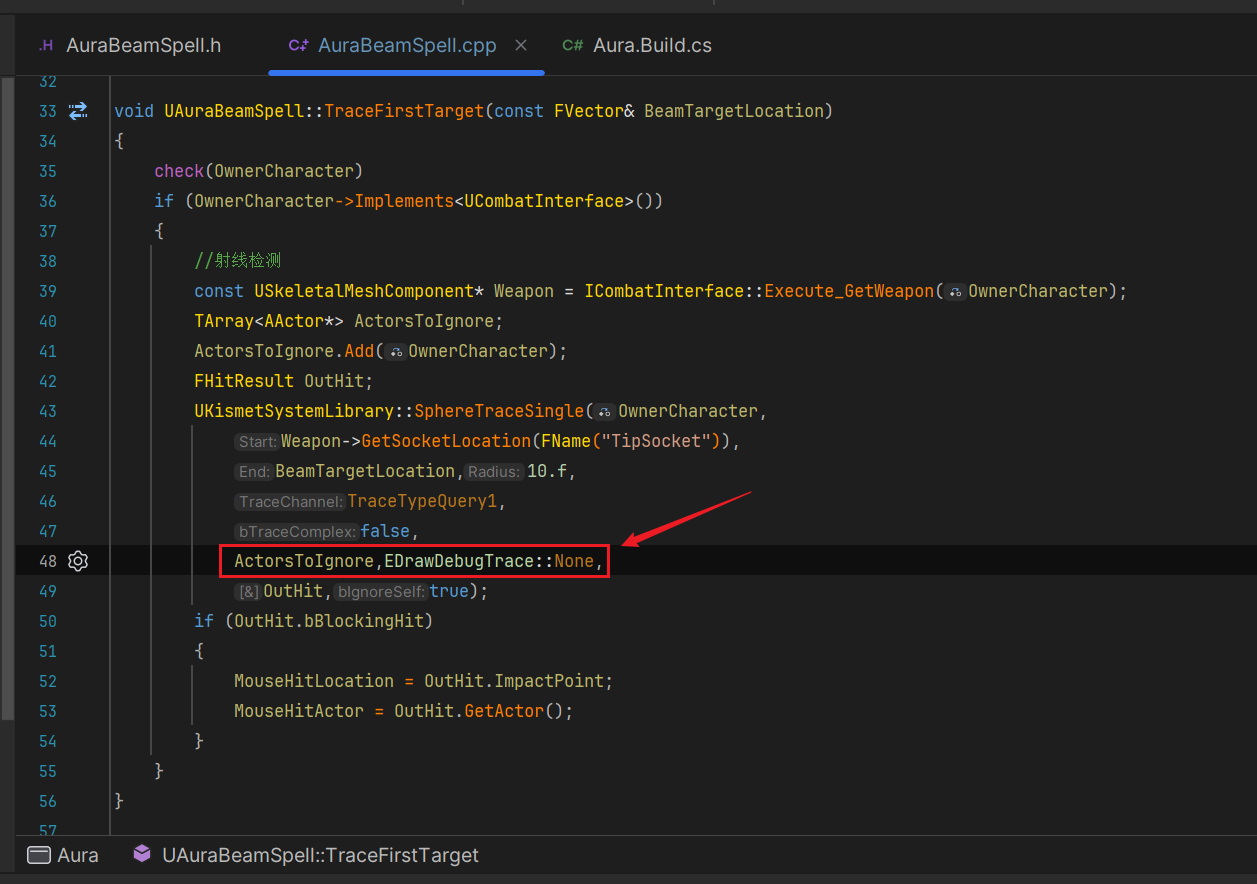 .H AuraBeamSpell.h C++ AuraBeamSpell.cpp × C# Aura.Build.cs
32
33 void UAuraBeamSpell::TraceFirstTarget(const FVector& BeamTargetLocation)
34 {
35 check(OwnerCharacter)
36 if (OwnerCharacter->Implements<UCombatInterface>())
37 {
38 //射线检测
39 const USkeletalMeshComponent* Weapon = ICombatInterface::Execute_GetWeapon(OwnerCharacter);
40 TArray<AActor*> ActorsToIgnore;
41 ActorsToIgnore.Add(OwnerCharacter);
42 FHitResult OutHit;
43 UKismetSystemLibrary::SphereTraceSingle(OwnerCharacter,
44 Start: Weapon->GetSocketLocation(FName("TipSocket")),
45 End: BeamTargetLocation, Radius: 10.f,
46 TraceChannel: TraceTypeQuery1,
47 bTraceComplex: false,
48 ActorsToIgnore,EDrawDebugTrace::None,
49 [&] OutHit, bIgnoreSelf: true);
50 if (OutHit.bBlockingHit)
51 {
52 MouseHitLocation = OutHit.ImpactPoint;
53 MouseHitActor = OutHit.GetActor();
54 }
55 }
56 }
57
Aura UAuraBeamSpell::TraceFirstTarget